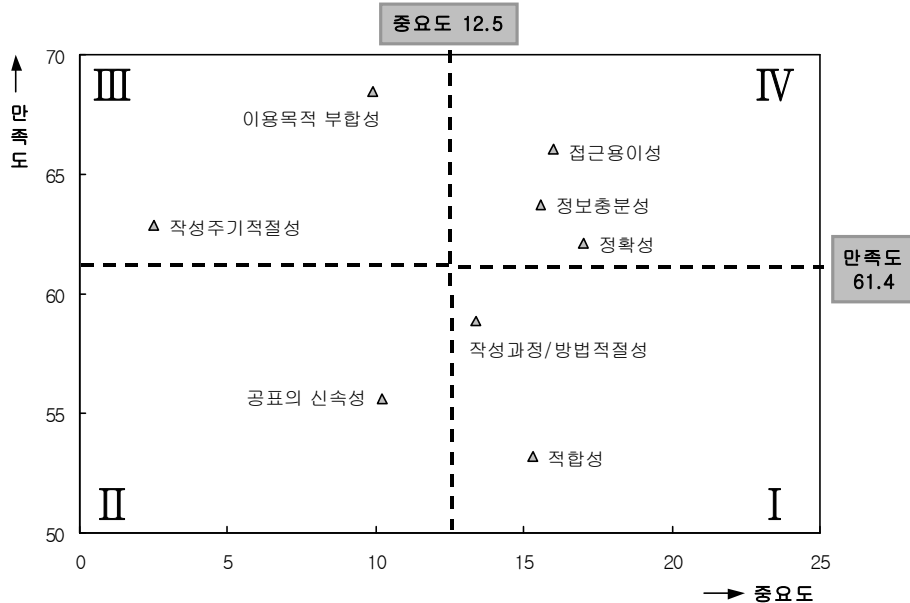 중요도 12.5
70
Ⅲ
Ⅳ
만족도
이용목적 부합성
접근용이성
65
정보충분성
작성주기적절성
정확성
만족도
61.4
60
작성과정/방법적절성
공표의 신속성
55
적합성
Ⅱ
Ⅰ
50
0 5 10 15 20 25
중요도